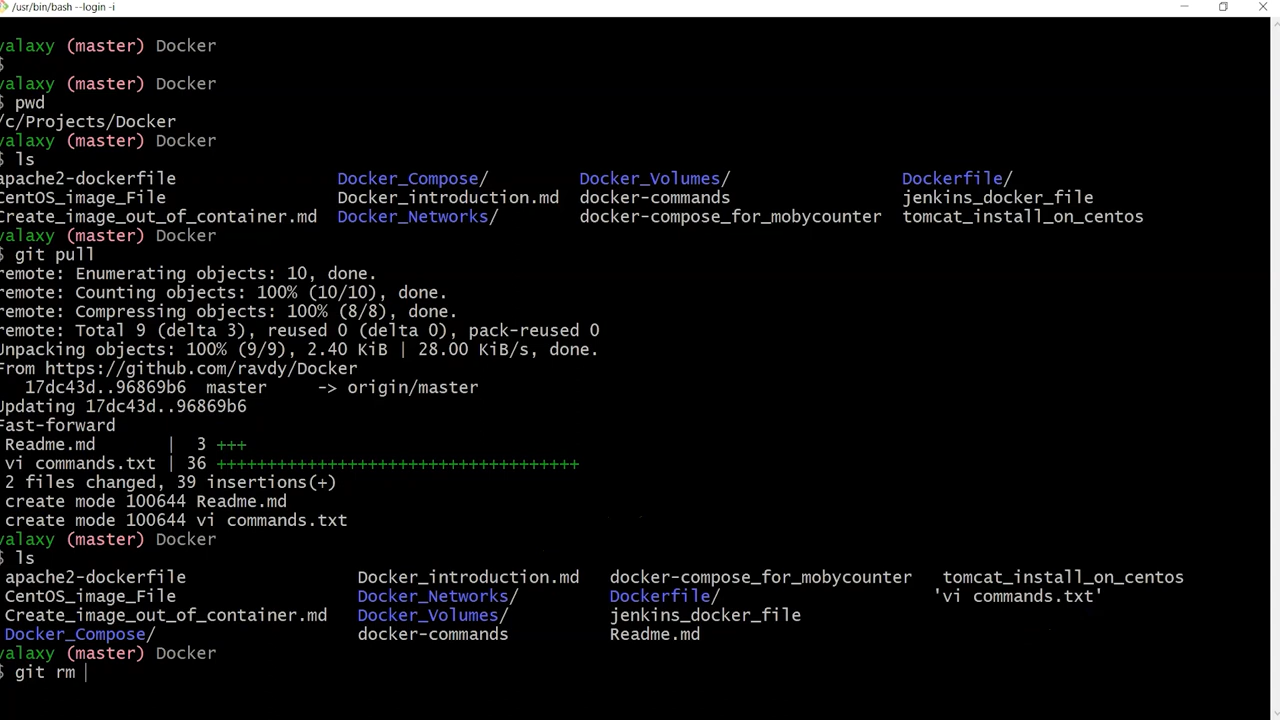 /usr/bin/bash --login -i
valaxy (master) Docker
$
valaxy (master) Docker
$ pwd
/c/Projects/Docker
valaxy (master) Docker
$ ls
apache2-dockerfile Docker_Compose/ Docker_Volumes/ Dockerfile/
CentOS_image_File Docker_introduction.md docker-commands jenkins_docker_file
Create_image_out_of_container.md Docker_Networks/ docker-compose_for_mobycounter tomcat_install_on_centos
valaxy (master) Docker
$ git pull
remote: Enumerating objects: 10, done.
remote: Counting objects: 100% (10/10), done.
remote: Compressing objects: 100% (8/8), done.
remote: Total 9 (delta 3), reused 0 (delta 0), pack-reused 0
Unpacking objects: 100% (9/9), 2.40 KiB | 28.00 KiB/s, done.
From https://github.com/ravdy/Docker
17dc43d..96869b6 master -> origin/master
Updating 17dc43d..96869b6
Fast-forward
Readme.md | 3 +++
vi commands.txt | 36 ++++++++++++++++++++++++++++++++++++
2 files changed, 39 insertions(+)
create mode 100644 Readme.md
create mode 100644 vi commands.txt
valaxy (master) Docker
$ ls
apache2-dockerfile Docker_introduction.md docker-compose_for_mobycounter tomcat_install_on_centos
CentOS_image_File Docker_Networks/ Dockerfile/ 'vi commands.txt'
Create_image_out_of_container.md Docker_Volumes/ jenkins_docker_file
Docker_Compose/ docker-commands Readme.md
valaxy (master) Docker
$ git rm